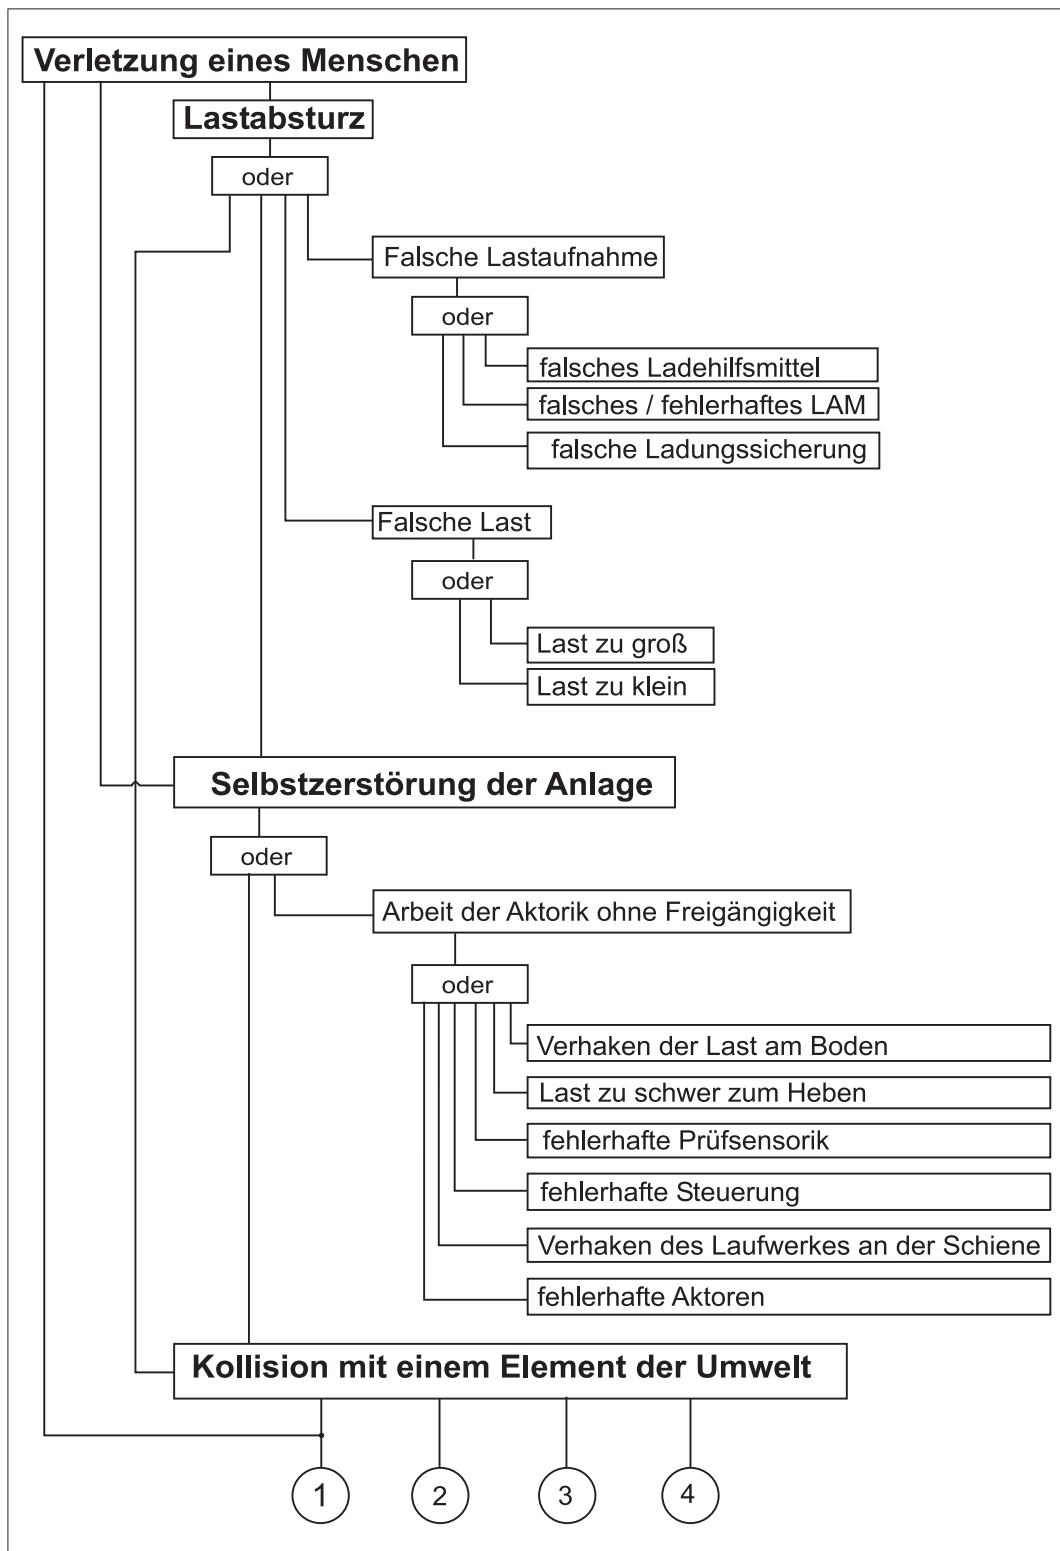 Verletzung eines Menschen
Lastabsturz
oder
Falsche Lastaufnahme
oder
falsches Ladehilfsmittel
falsches / fehlerhaftes LAM
falsche Ladungssicherung
Falsche Last
oder
Last zu groß
Last zu klein
Selbstzerstörung der Anlage
oder
Arbeit der Aktorik ohne Freigängigkeit
oder
Verhaken der Last am Boden
Last zu schwer zum Heben
fehlerhafte Prüfsensorik
fehlerhafte Steuerung
Verhaken des Laufwerkes an der Schiene
fehlerhafte Aktoren
Kollision mit einem Element der Umwelt
1 2 3 4